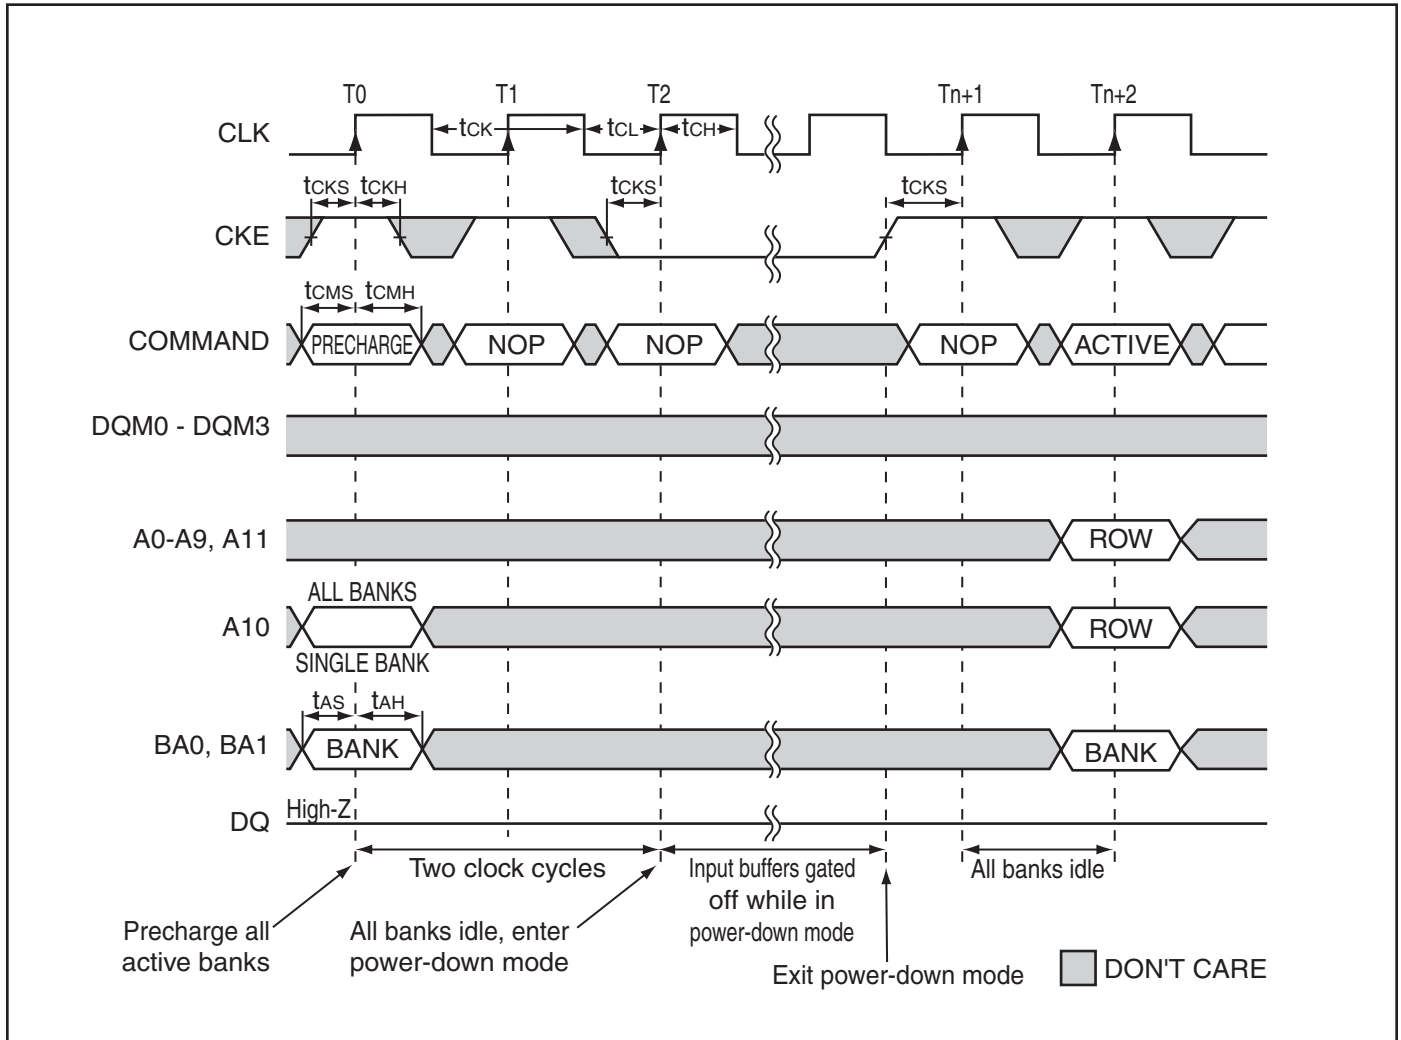 T0 T1 T2 Tn+1 Tn+2
CLK tCK tCL tCH
tCKS tCKH tCKS tCKS
CKE
tCMS tCMH
COMMAND PRECHARGE NOP NOP NOP ACTIVE
DQM0 - DQM3
A0-A9, A11 ROW
ALL BANKS
A10 ROW
SINGLE BANK
tAS tAH
BA0, BA1 BANK BANK
High-Z
DQ
Two clock cycles
Input buffers gated
off while in
power-down mode
All banks idle
Precharge all
active banks
All banks idle, enter
power-down mode
Exit power-down mode
DON'T CARE